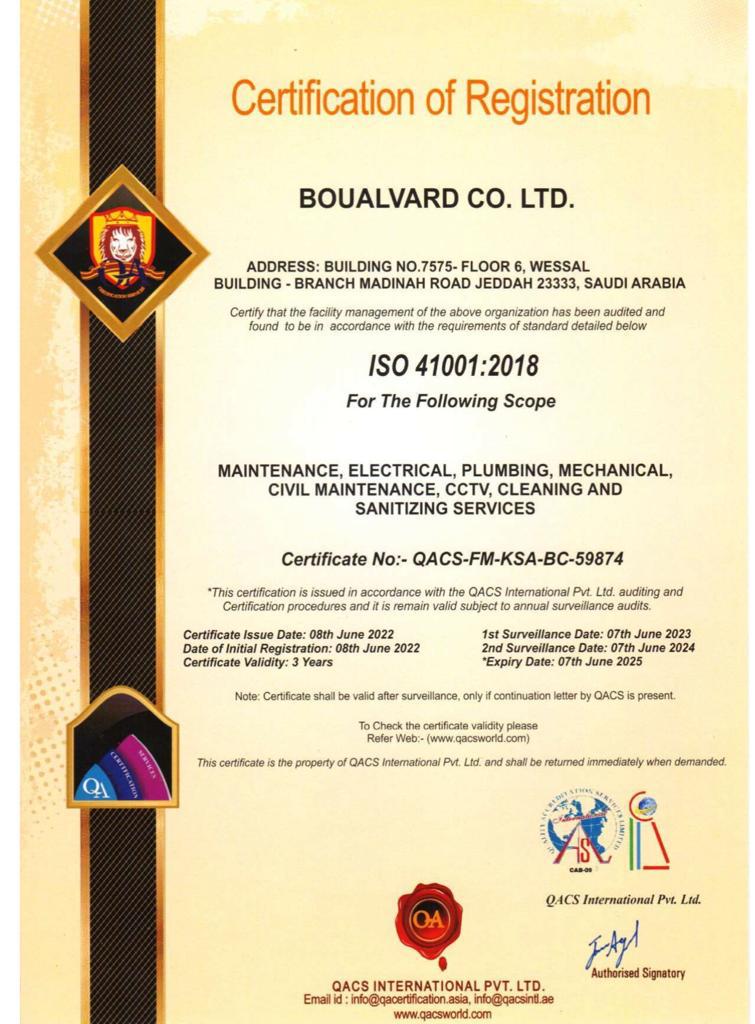 Certification of Registration
BOUALVARD CO. LTD.
ADDRESS: BUILDING NO.7575- FLOOR 6, WESSAL
BUILDING - BRANCH MADINAH ROAD JEDDAH 23333, SAUDI ARABIA
Certify that the facility management of the above organization has been audited and
found to be in accordance with the requirements of standard detailed below
ISO 41001:2018
For The Following Scope
MAINTENANCE, ELECTRICAL, PLUMBING, MECHANICAL,
CIVIL MAINTENANCE, CCTV, CLEANING AND
SANITIZING SERVICES
Certificate No:- QACS-FM-KSA-BC-59874
*This certification is issued in accordance with the QACS International Pvt. Ltd. auditing and
Certification procedures and it is remain valid subject to annual surveillance audits.
Certificate Issue Date: 08th June 2022
Date of Initial Registration: 08th June 2022
Certificate Validity: 3 Years
1st Surveillance Date: 07th June 2023
2nd Surveillance Date: 07th June 2024
*Expiry Date: 07th June 2025
Note: Certificate shall be valid after surveillance, only if continuation letter by QACS is present.
To Check the certificate validity please
Refer Web:- (www.qacsworld.com)
This certificate is the property of QACS International Pvt. Ltd. and shall be returned immediately when demanded.
QA
CERTIFICATION
SERVICES
QUALITY ACCREDITATION SERVICES LIMITED
International
CAB-09
QACS International Pvt. Ltd.
Authorised Signatory
QA
QACS INTERNATIONAL PVT. LTD.
Email id : info@qacertification.asia, info@qacsintl.ae
www.qacsworld.com